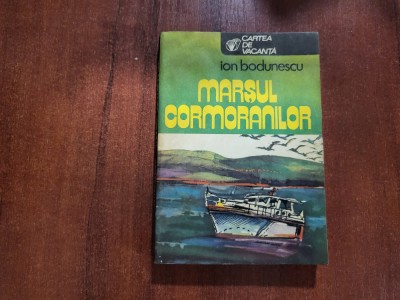 CARTEA
DE
VACANȚĂ
ion bodunescu
MARȘUL
CORMORANILOR